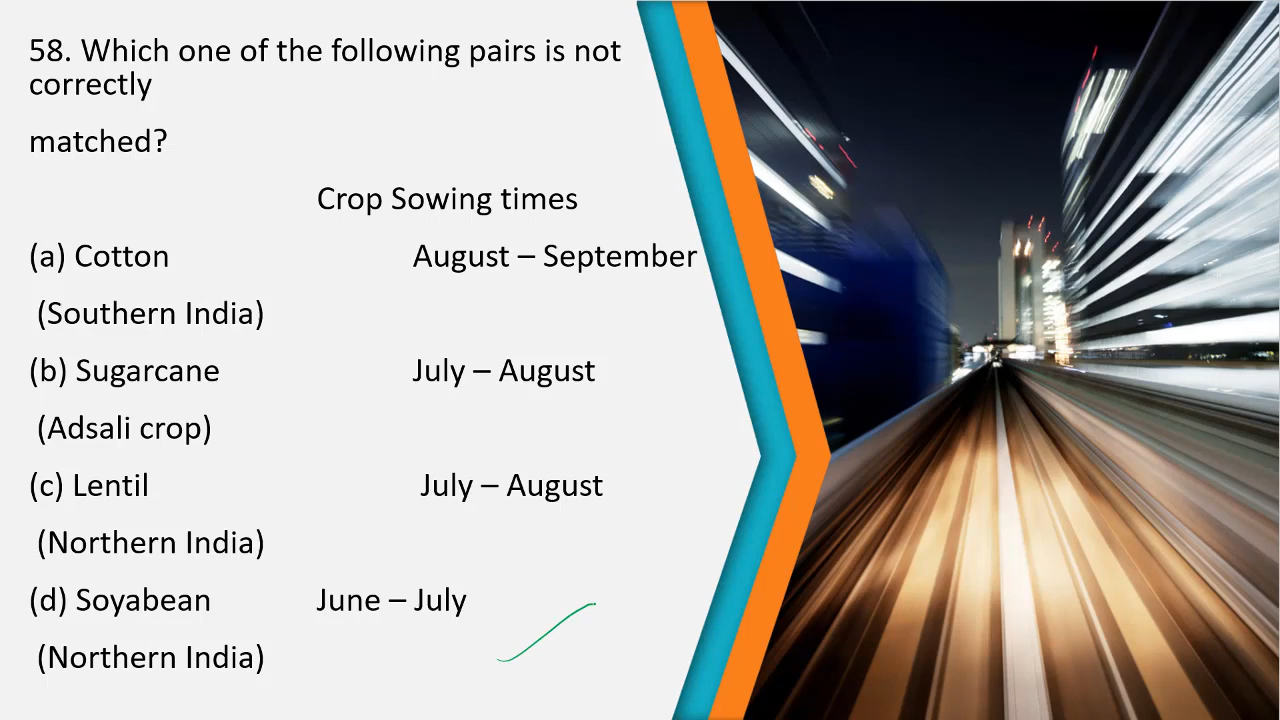 58. Which one of the following pairs is not
correctly
matched?
Crop Sowing times
(a) Cotton August – September
(Southern India)
(b) Sugarcane July – August
(Adsali crop)
(c) Lentil July – August
(Northern India)
(d) Soyabean June – July
(Northern India)